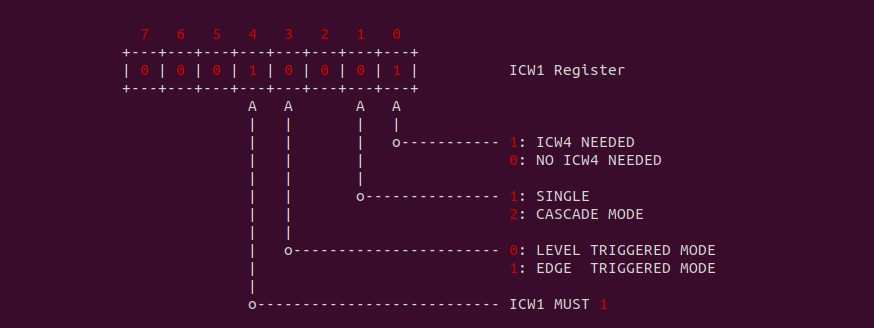 7   6   5   4   3   2   1   0
+---+---+---+---+---+---+---+---+
| 0 | 0 | 0 | 1 | 0 | 0 | 0 | 1 |          ICW1 Register
+---+---+---+---+---+---+---+---+
              A   A       A   A
              |   |       |   |
              |   |       |   o----------- 1: ICW4 NEEDED
              |   |       |                0: NO ICW4 NEEDED
              |   |       |
              |   |       o--------------- 1: SINGLE
              |   |                        2: CASCADE MODE
              |   |
              |   o----------------------- 0: LEVEL TRIGGERED MODE
              |                            1: EDGE  TRIGGERED MODE
              |
              o--------------------------- ICW1 MUST 1